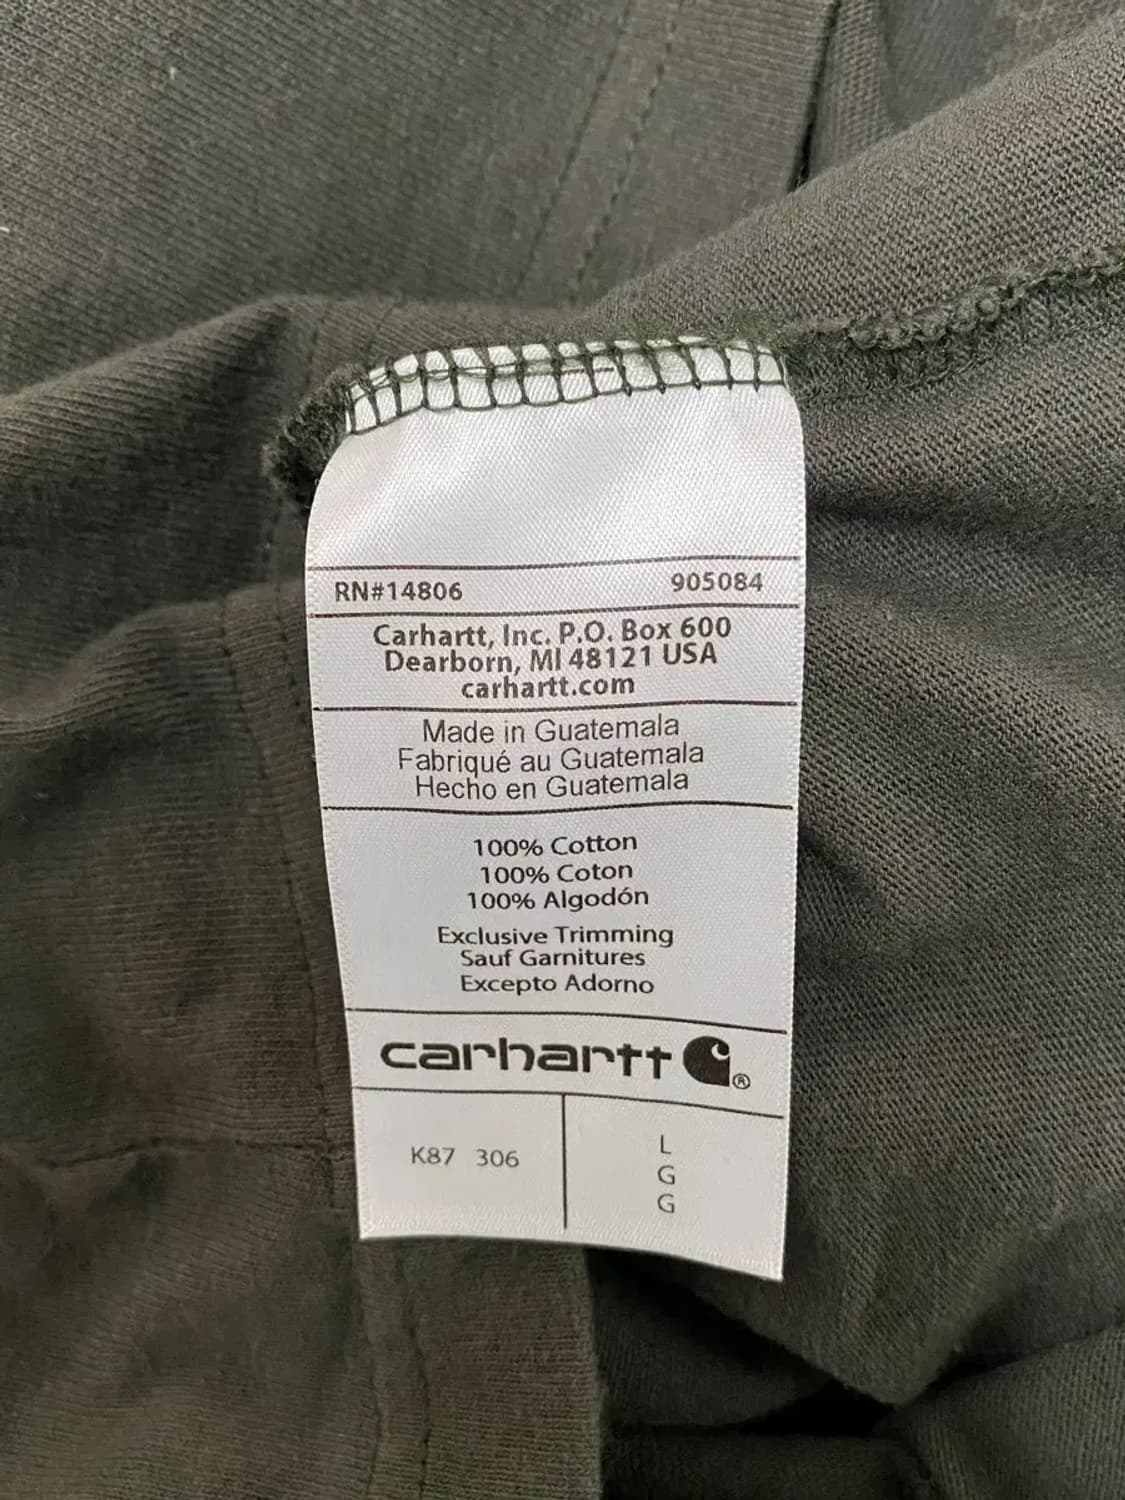 RN#14806 905084
Carhartt, Inc. P.O. Box 600
Dearborn, MI 48121 USA
carhartt.com
Made in Guatemala
Fabriqué au Guatemala
Hecho en Guatemala
100% Cotton
100% Coton
100% Algodón
Exclusive Trimming
Sauf Garnitures
Excepto Adorno
carhartt ®
K87 306
L
G
G